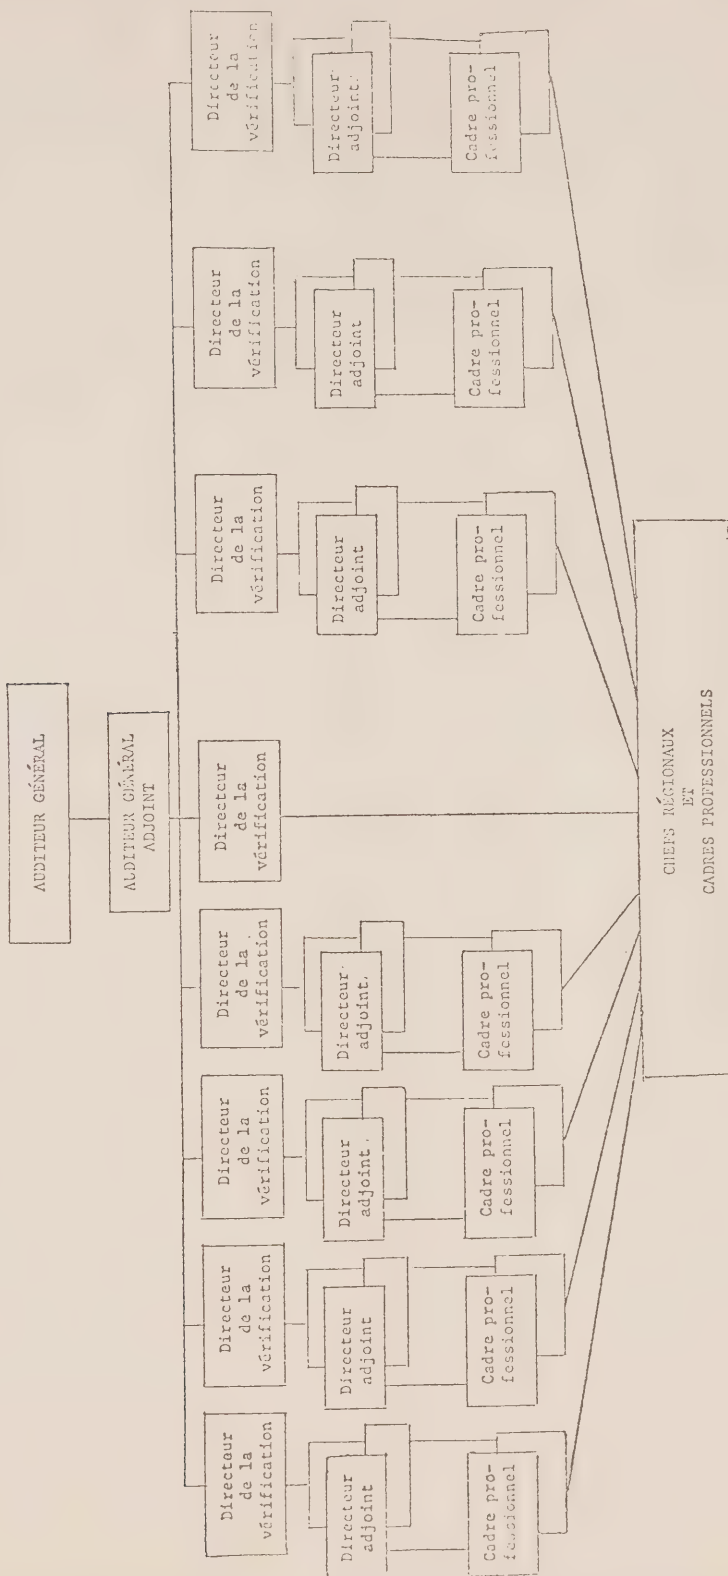 AUDITEUR GÉNÉRAL
AUDITEUR GÉNÉRAL
ADJOINT
Directeur
de la
vérification
Directeur
de la
vérification
Directeur
de la
vérification
Directeur
de la
vérification
Directeur
de la
vérification
Directeur
de la
vérification
Directeur
de la
vérification
Directeur
de la
vérification
Directeur
adjoint
Directeur
adjoint
Directeur
adjoint
Directeur
adjoint
Directeur
adjoint
Directeur
adjoint
Directeur
adjoint
Cadre pro-
fessionnel
Cadre pro-
fessionnel
Cadre pro-
fessionnel
Cadre pro-
fessionnel
Cadre pro-
fessionnel
Cadre pro-
fessionnel
Cadre pro-
fessionnel
CHEFS RÉGIONAUX
ET
CADRES PROFESSIONNELS